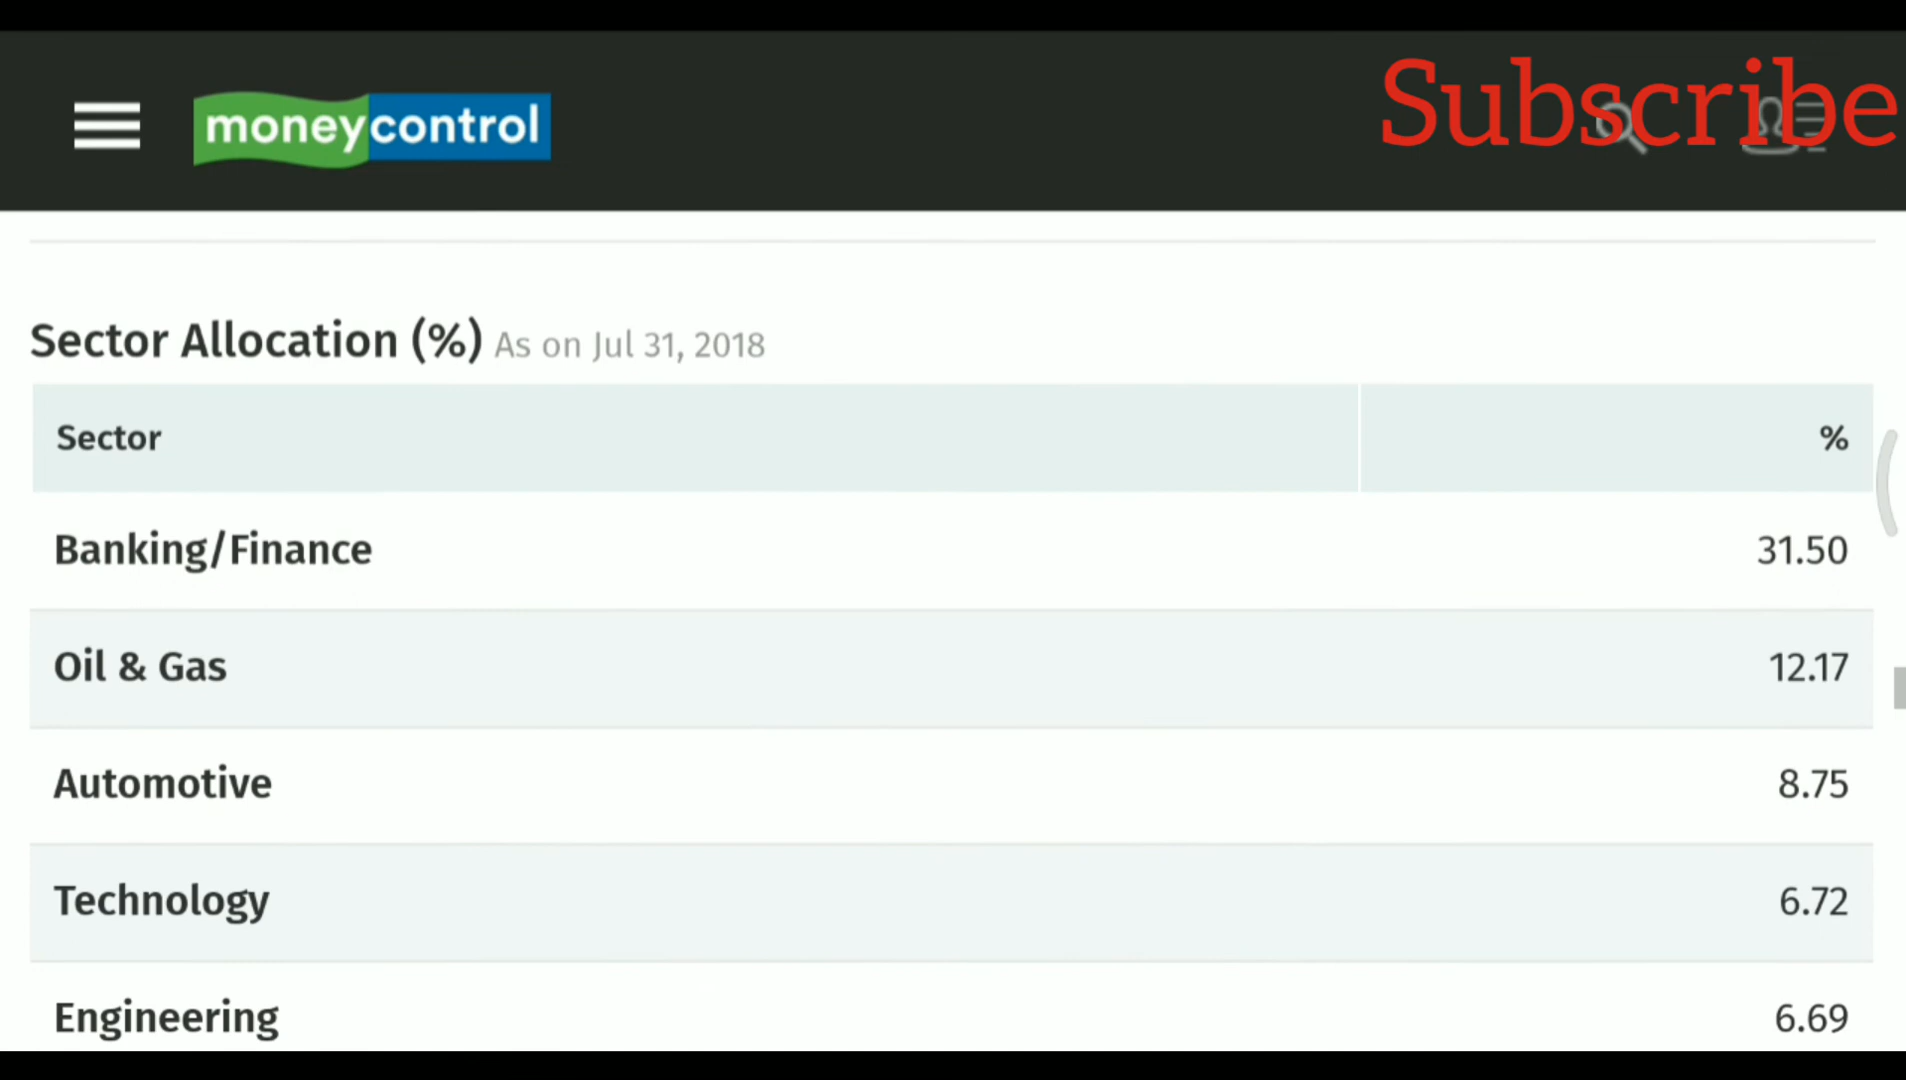 moneycontrol
Subscribe
Sector Allocation (%) As on Jul 31, 2018
Sector %
Banking/Finance 31.50
Oil & Gas 12.17
Automotive 8.75
Technology 6.72
Engineering 6.69